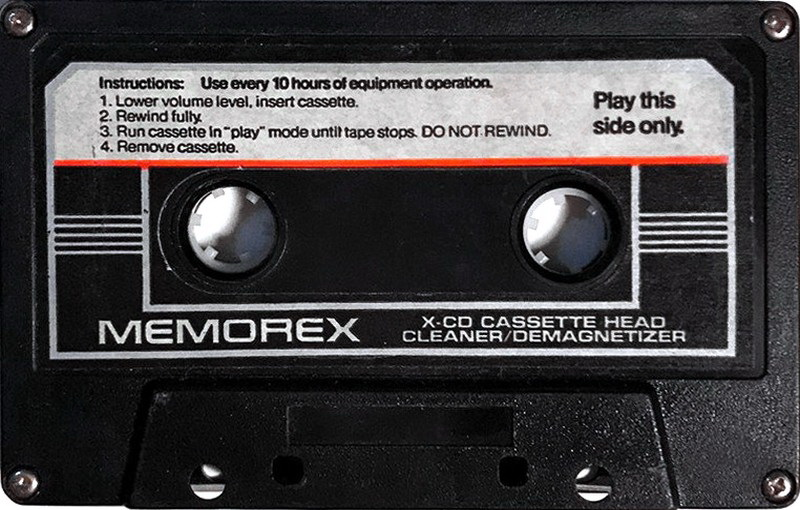 Instructions: Use every 10 hours of equipment operation.
1. Lower volume level, insert cassette.
2. Rewind fully.
3. Run cassette in "play" mode until tape stops. DO NOT REWIND.
4. Remove cassette.
Play this
side only.
MEMOREX
X-CD CASSETTE HEAD
CLEANER/DEMAGNETIZER